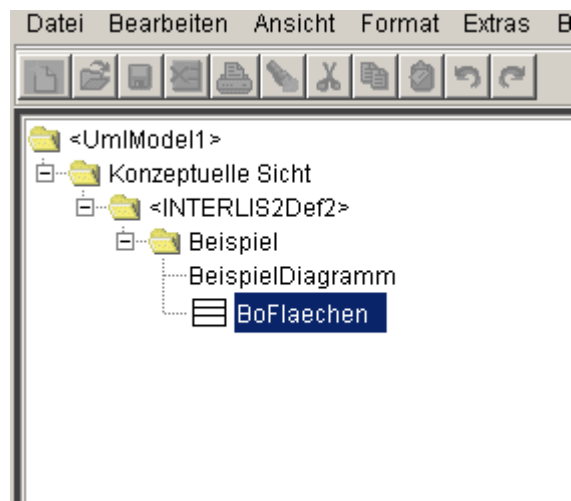 Datei Bearbeiten Ansicht Format Extras B
<UmlModel1>
Konzeptuelle Sicht
<INTERLIS2Def2>
Beispiel
BeispielDiagramm
BoFlaechen